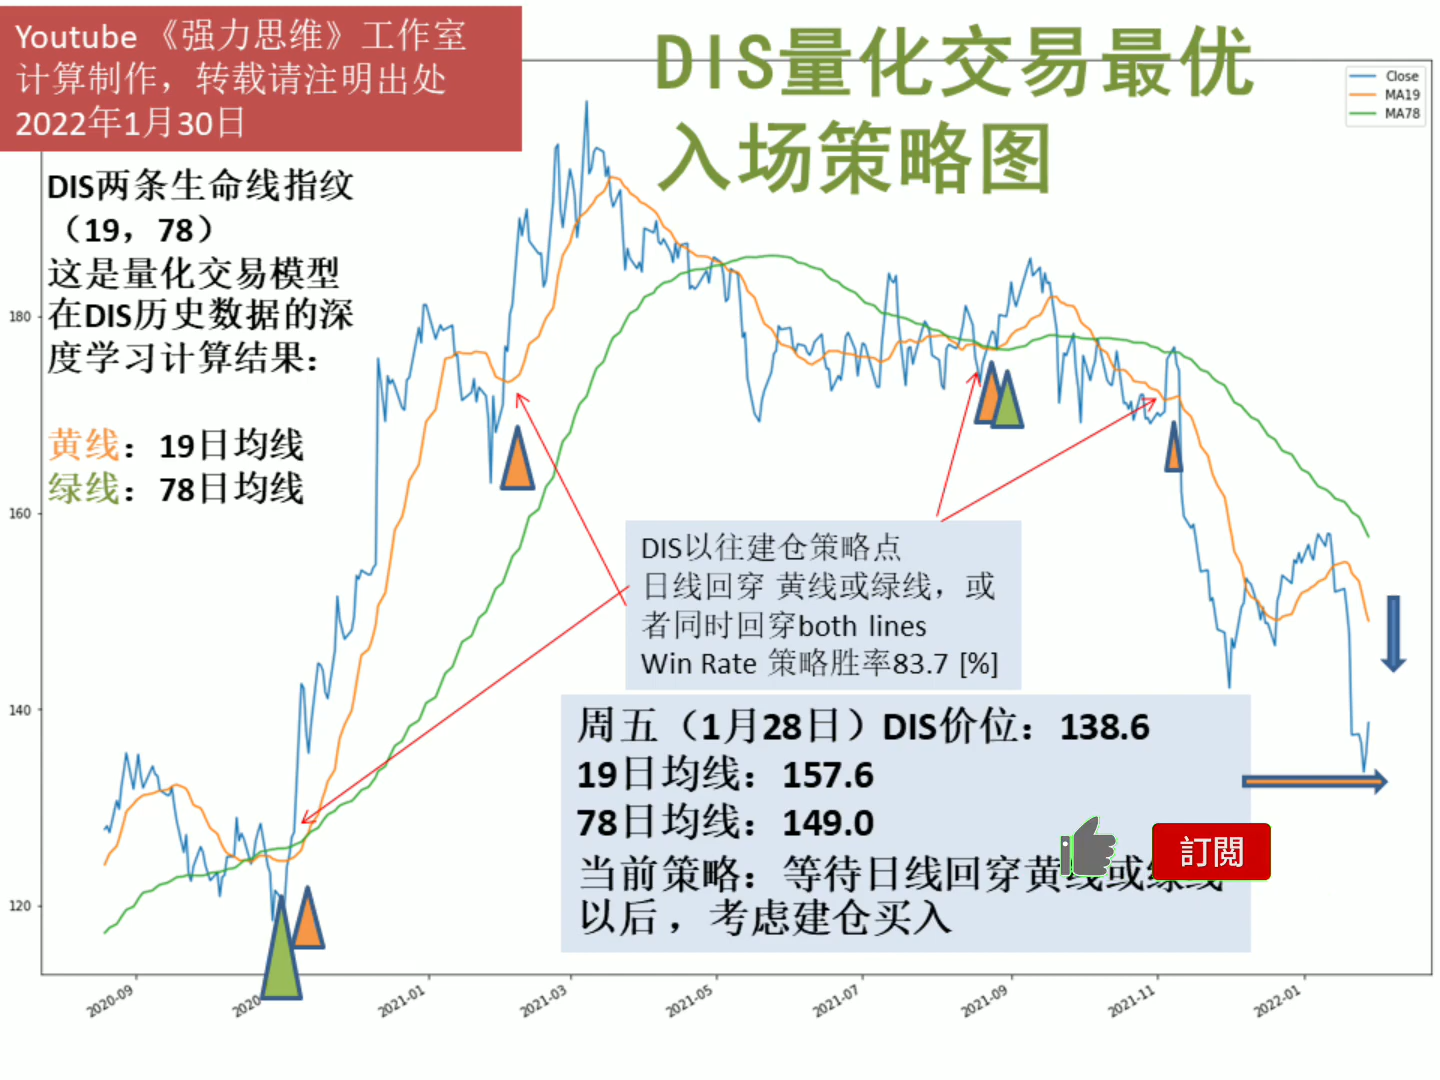 Youtube 《强力思维》工作室
计算制作，转载请注明出处
2022年1月30日
DIS量化交易最优
入场策略图
Close
MA19
MA78
DIS两条生命线指纹
（19，78）
这是量化交易模型
在DIS历史数据的深
度学习计算结果：
黄线：19日均线
绿线：78日均线
180
160
140
120
DIS以往建仓策略点
日线回穿 黄线或绿线，或
者同时回穿both lines
Win Rate 策略胜率83.7 [%]
周五（1月28日）DIS价位：138.6
19日均线：157.6
78日均线：149.0
当前策略：等待日线回穿黄线或绿线
以后，考虑建仓买入
訂閱
2020-09
2020
2021-01
2021-03
2021-05
2021-07
2021-09
2021-11
2022-01